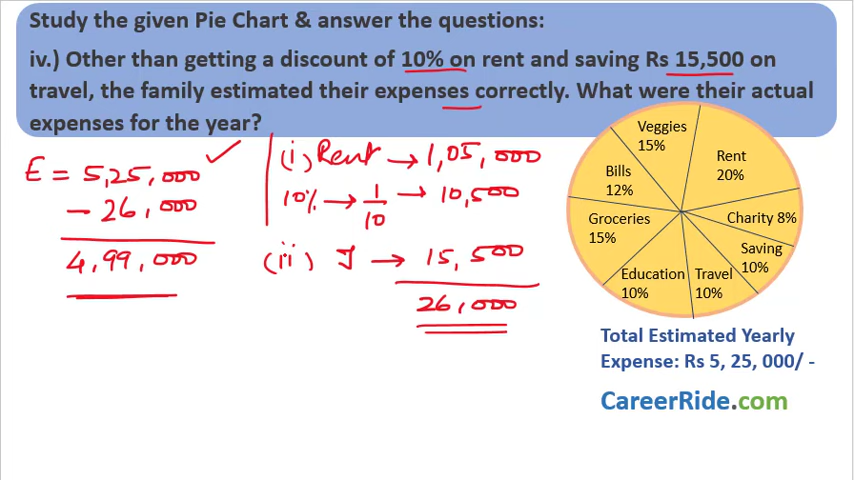 Study the given Pie Chart & answer the questions:
iv.) Other than getting a discount of 10% on rent and saving Rs 15,500 on
travel, the family estimated their expenses correctly. What were their actual
expenses for the year?
E = 5,25,000
- 26,000
4,99,000
(i) Rent → 1,05,000
10% → 1/10 → 10,500
(ii) T → 15,500
26,000
Veggies
15%
Rent
20%
Bills
12%
Charity 8%
Groceries
15%
Saving
10%
Education
10%
Travel
10%
Total Estimated Yearly
Expense: Rs 5, 25, 000/ -
CareerRide.com